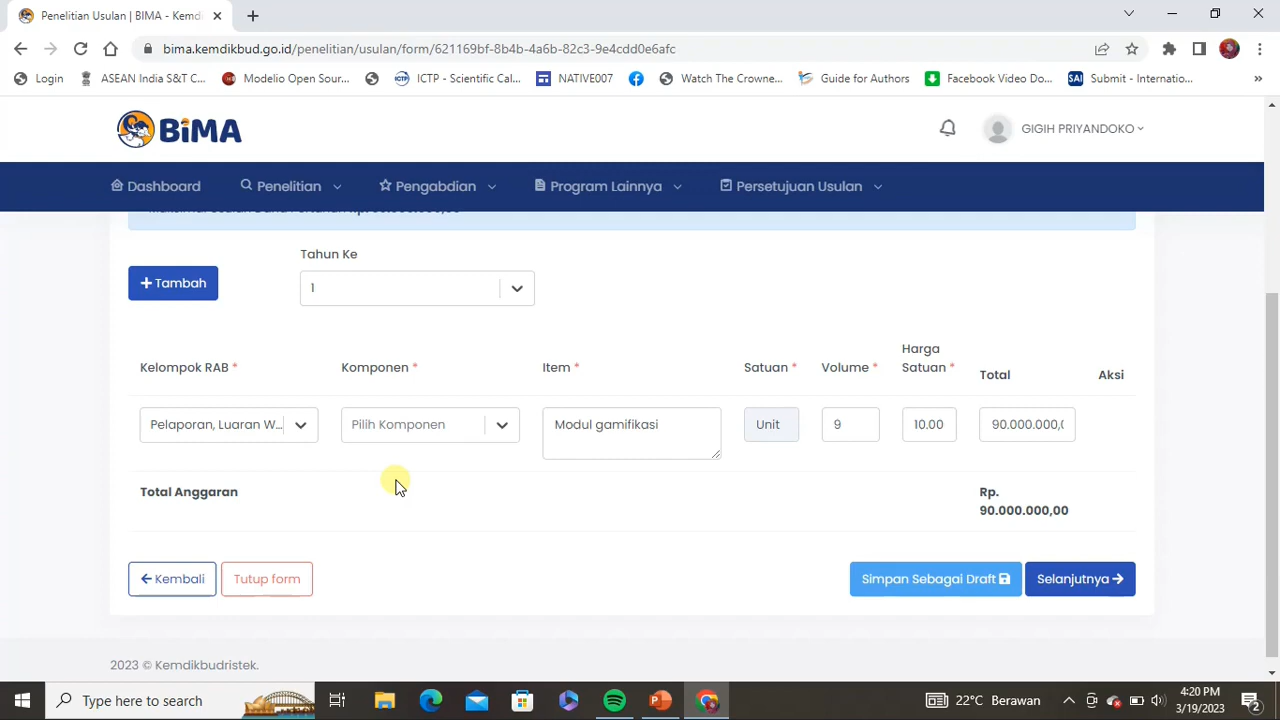 Penelitian Usulan | BIMA - Kemd
bima.kemdikbud.go.id/penelitian/usulan/form/621169bf-8b4b-4a6b-82c3-9e4cdd0e6afc
Login
ASEAN India S&T C...
Modelio Open Sour...
ICTP - Scientific Cal...
NATIVE007
Watch The Crowne...
Guide for Authors
Facebook Video Do...
SAI
Submit - Internatio...
BiMA
GIGIH PRIYANDOKO
Dashboard
Penelitian
Pengabdian
Program Lainnya
Persetujuan Usulan
Tahun Ke
+ Tambah
1
Kelompok RAB *
Komponen *
Item *
Satuan *
Volume *
Harga
Satuan *
Total
Aksi
Pelaporan, Luaran W...
Pilih Komponen
Modul gamifikasi
Unit
9
10.00
90.000.000,(
Total Anggaran
Rp.
90.000.000,00
Kembali
Tutup form
Simpan Sebagai Draft
Selanjutnya
2023 © Kemdikbudristek.
Type here to search
22°C Berawan
4:20 PM
3/19/2023
2